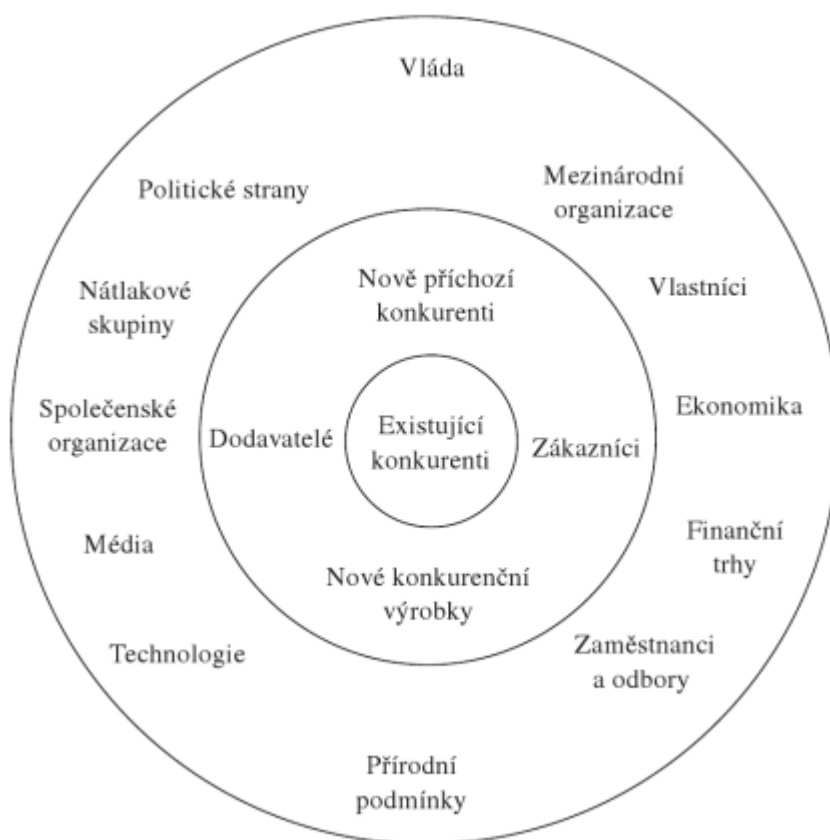 Vláda
Mezinárodní
organizace
Politické strany
Nově příchozí
konkurenti
Vlastníci
Nátlakové
skupiny
Společenské
organizace
Dodavatelé
Existující
konkurenti
Zákazníci
Ekonomika
Média
Finanční
trhy
Nové konkurenční
výrobky
Technologie
Zaměstnanci
a odbory
Přírodní
podmínky